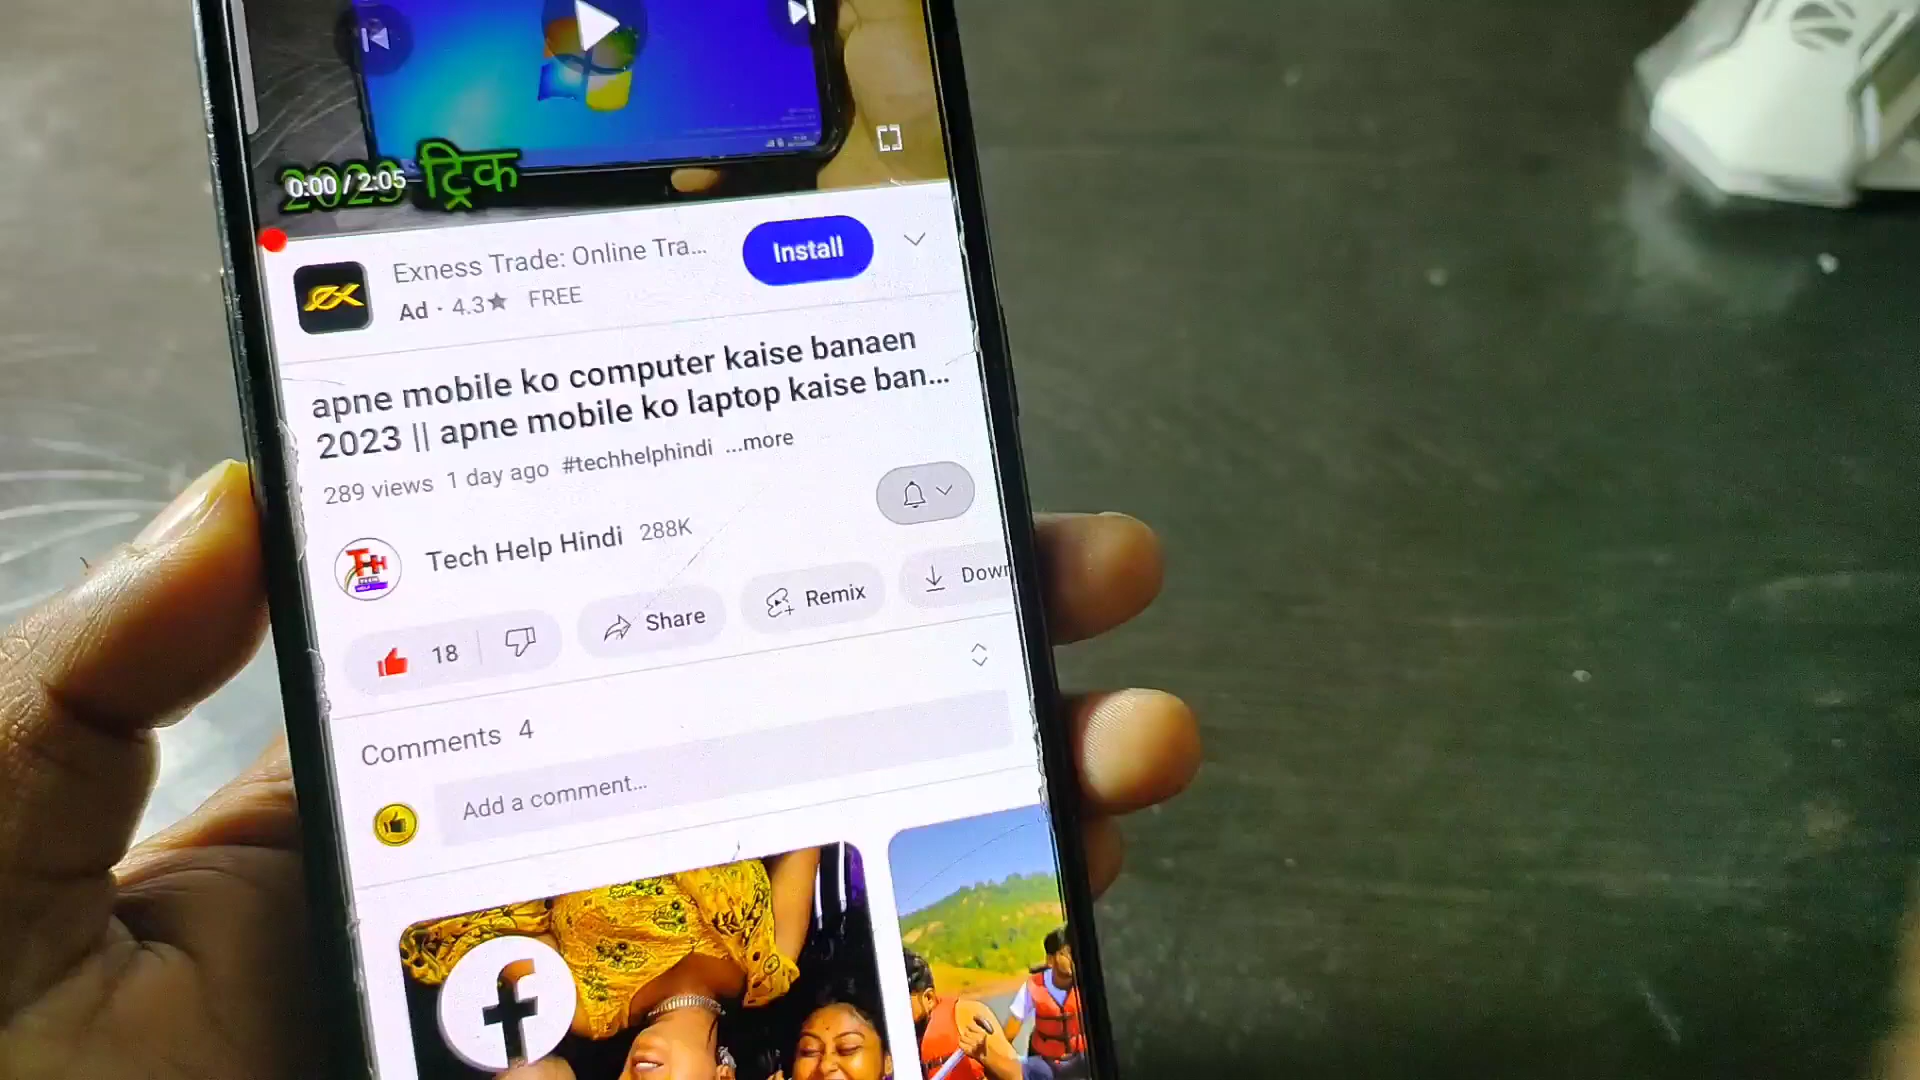 2023 ट्रिक
0:00 / 2:05
Exness Trade: Online Tra...
Install
Ad · 4.3★ FREE
apne mobile ko computer kaise banaen
2023 || apne mobile ko laptop kaise ban...
289 views 1 day ago #techhelphindi ...more
Tech Help Hindi 288K
18
Share
Remix
Down
Comments 4
Add a comment...